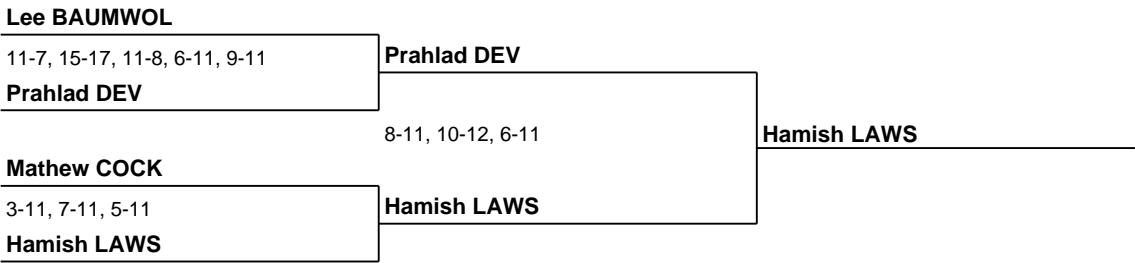 Lee BAUMWOL
11-7, 15-17, 11-8, 6-11, 9-11
Prahlad DEV
Prahlad DEV
8-11, 10-12, 6-11
Hamish LAWS
Mathew COCK
3-11, 7-11, 5-11
Hamish LAWS
Hamish LAWS